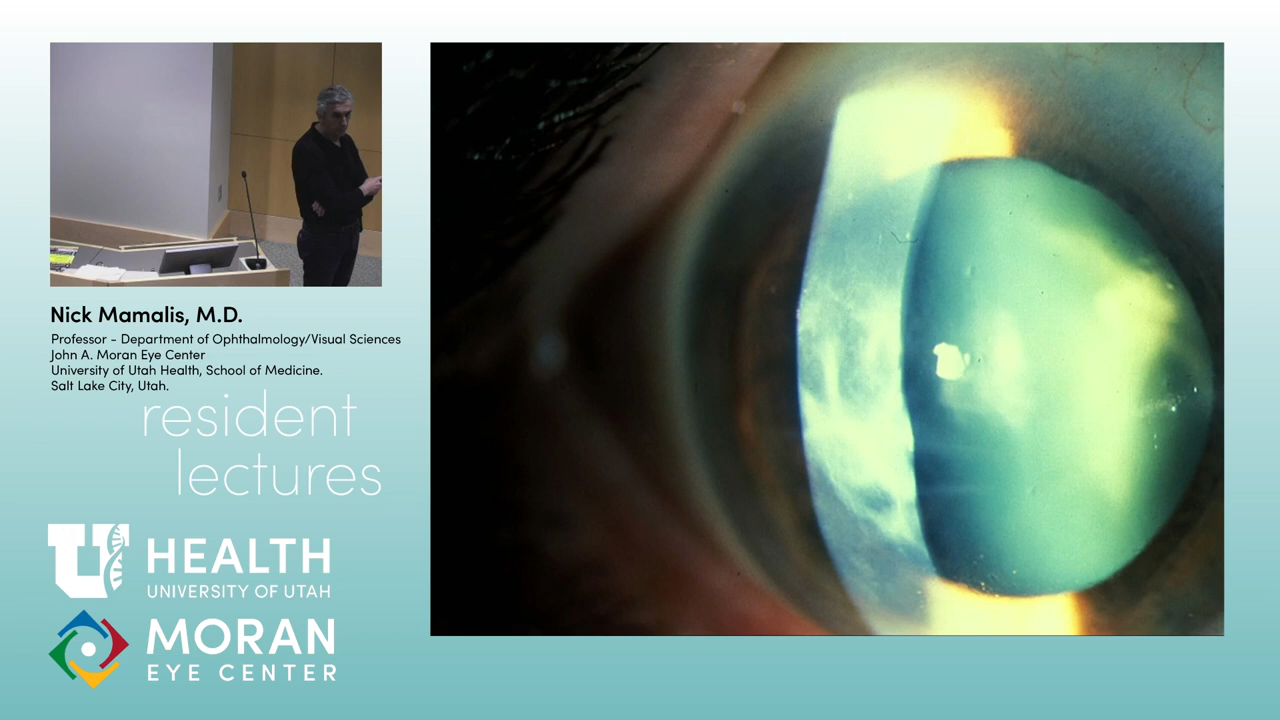 Nick Mamalis, M.D.
Professor - Department of Ophthalmology/Visual Sciences
John A. Moran Eye Center
University of Utah Health, School of Medicine.
Salt Lake City, Utah.
resident
lectures
U HEALTH
UNIVERSITY OF UTAH
MORAN
EYE CENTER